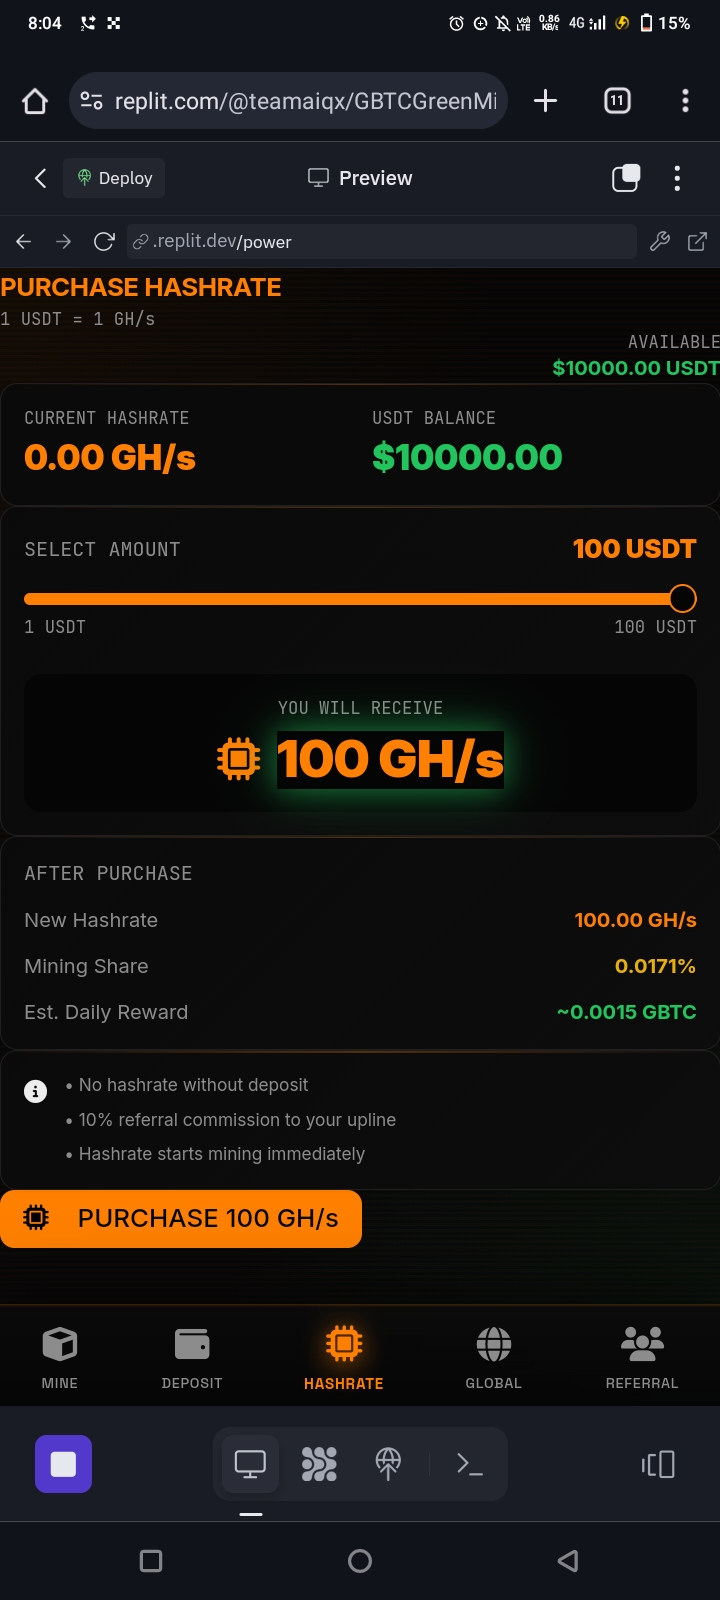 8:04
2
Vo))
LTE
0.86
KB/s
4G
15%
replit.com/@teamaiqx/GBTCGreenMi
11
Deploy
Preview
.replit.dev/power
PURCHASE HASHRATE
1 USDT = 1 GH/s
AVAILABLE
$10000.00 USDT
CURRENT HASHRATE
USDT BALANCE
0.00 GH/s
$10000.00
SELECT AMOUNT
100 USDT
1 USDT
100 USDT
YOU WILL RECEIVE
100 GH/s
AFTER PURCHASE
New Hashrate
100.00 GH/s
Mining Share
0.0171%
Est. Daily Reward
~0.0015 GBTC
• No hashrate without deposit
• 10% referral commission to your upline
• Hashrate starts mining immediately
PURCHASE 100 GH/s
MINE
DEPOSIT
HASHRATE
GLOBAL
REFERRAL